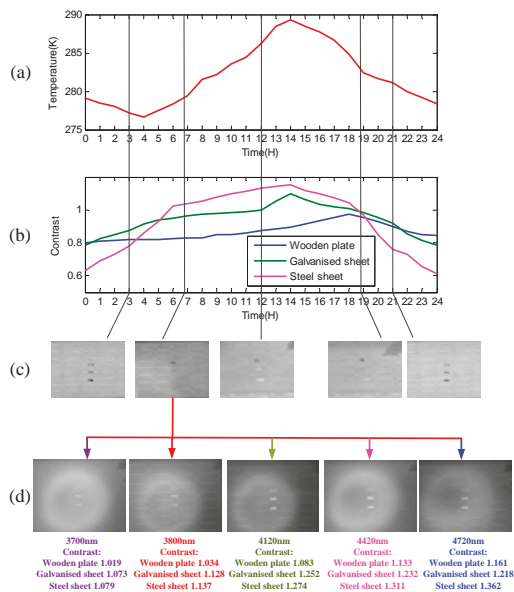 (a)
Temperature(K)
290
285
280
275
0 1 2 3 4 5 6 7 8 9 10 11 12 13 14 15 16 17 18 19 20 21 22 23 24
Time(H)
(b)
Contrast
1
0.8
0.6
Wooden plate
Galvanised sheet
Steel sheet
0 1 2 3 4 5 6 7 8 9 10 11 12 13 14 15 16 17 18 19 20 21 22 23 24
Time(H)
(c)
(d)
3700nm
Contrast:
Wooden plate 1.019
Galvanised sheet 1.073
Steel sheet 1.079
3800nm
Contrast:
Wooden plate 1.034
Galvanised sheet 1.128
Steel sheet 1.137
4120nm
Contrast:
Wooden plate 1.083
Galvanised sheet 1.252
Steel sheet 1.274
4420nm
Contrast:
Wooden plate 1.133
Galvanised sheet 1.232
Steel sheet 1.311
4720nm
Contrast:
Wooden plate 1.161
Galvanised sheet 1.218
Steel sheet 1.362